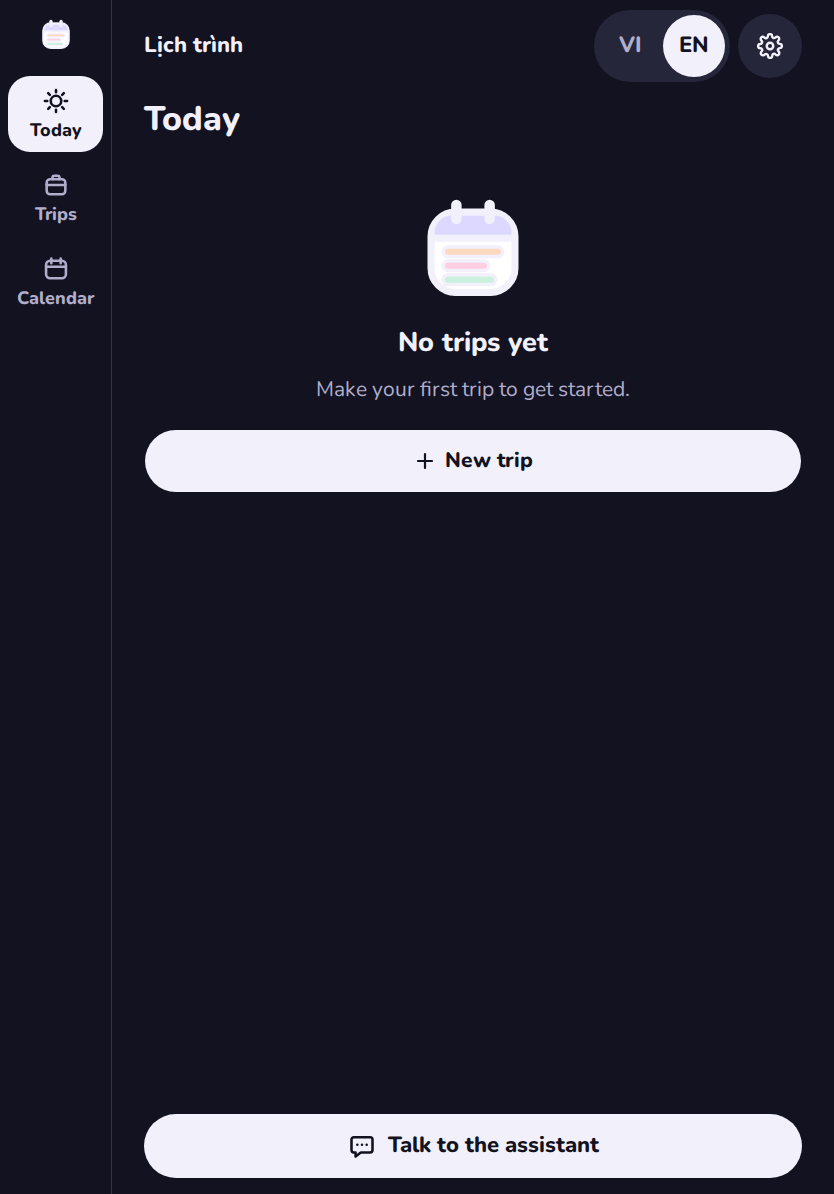 Lịch trình
VI
EN
Today
Trips
Calendar
Today
No trips yet
Make your first trip to get started.
New trip
Talk to the assistant